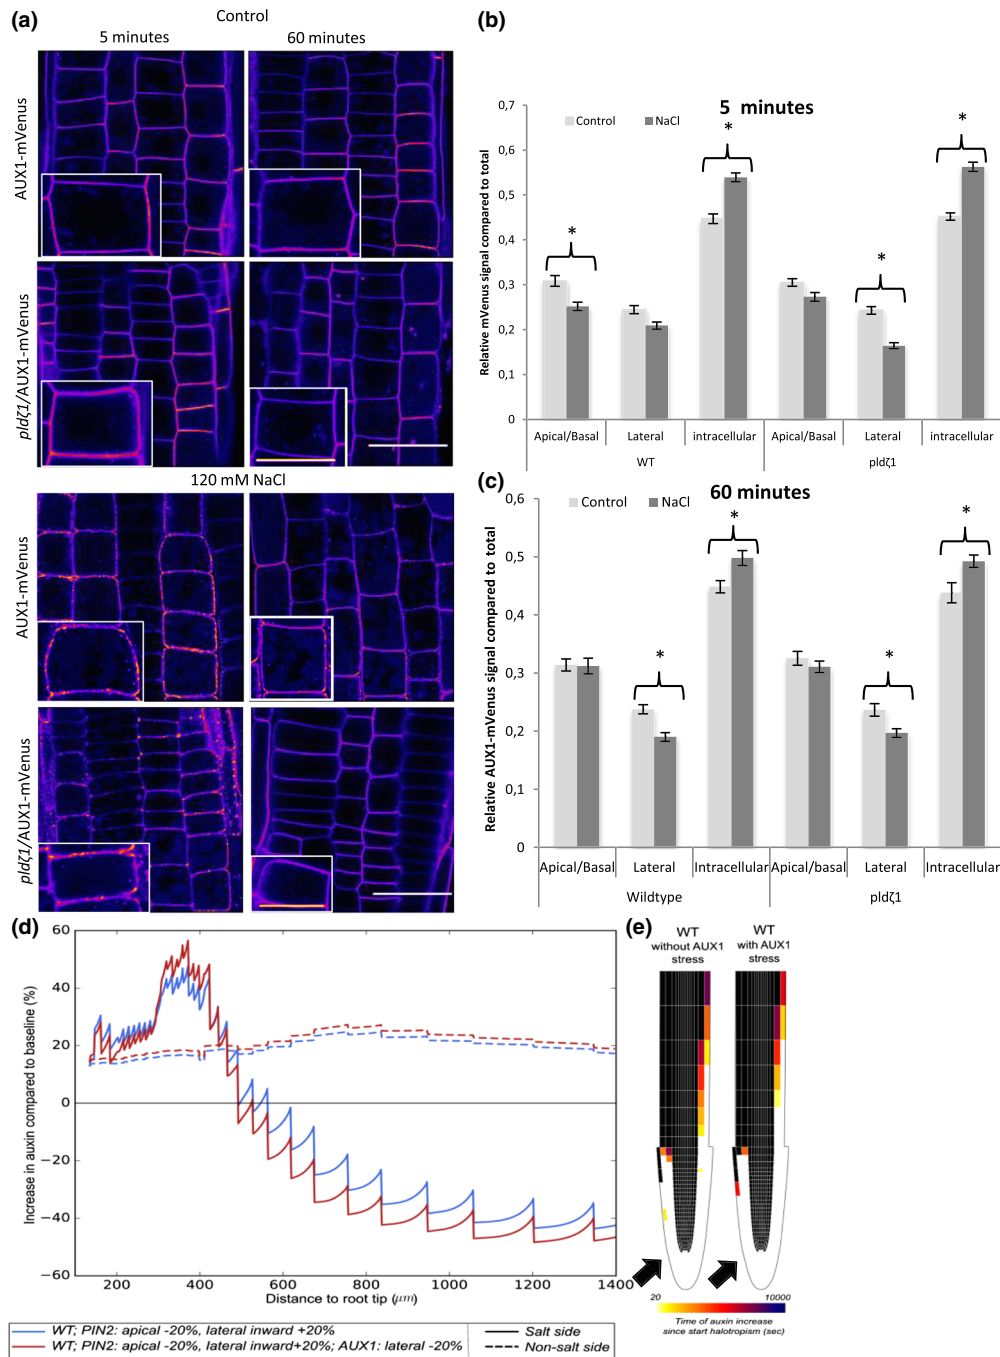 (a)
Control
5 minutes
60 minutes
AUX1-mVenus
pldζ1/AUX1-mVenus
120 mM NaCl
AUX1-mVenus
pldζ1/AUX1-mVenus
(b)
5 minutes
Control
NaCl
Relative mVenus signal compared to total
0,7
0,6
0,5
0,4
0,3
0,2
0,1
0
*
*
*
*
Apical/Basal
Lateral
intracellular
Apical/Basal
Lateral
intracellular
WT
pldζ1
(c)
60 minutes
Control
NaCl
Relative AUX1-mVenus signal compared to total
0,6
0,5
0,4
0,3
0,2
0,1
0
*
*
*
*
Apical/Basal
Lateral
Intracellular
Apical/basal
Lateral
Intracellular
Wildtype
pldζ1
(d)
Increase in auxin compared to baseline (%)
60
40
20
0
−20
−40
−60
200
400
600
800
1000
1200
1400
Distance to root tip (μm)
WT; PIN2: apical -20%, lateral inward +20%
WT; PIN2: apical -20%, lateral inward+20%; AUX1: lateral -20%
Salt side
Non-salt side
(e)
WT
without AUX1
stress
WT
with AUX1
stress
20
10000
Time of auxin increase
since start halotropism (sec)